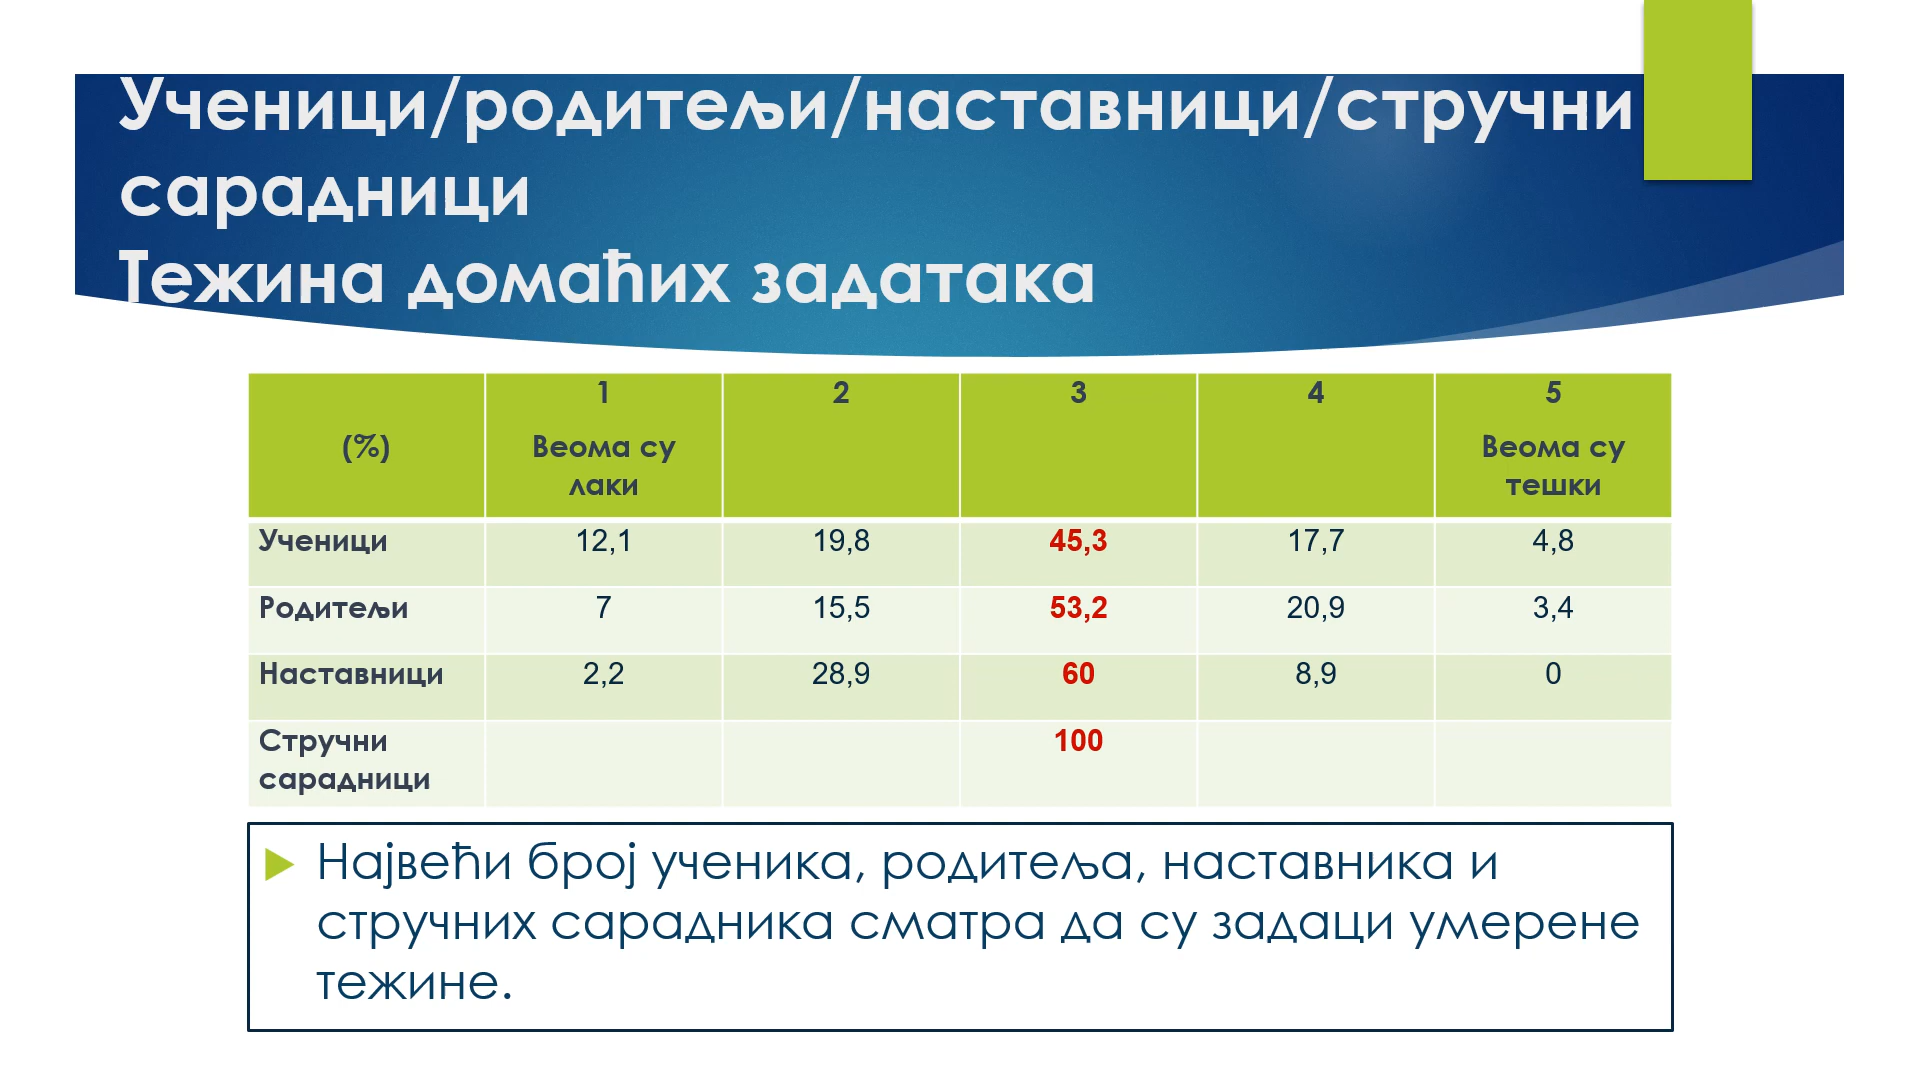 Ученици/родитељи/наставници/стручни
сарадници
Тежина домаћих задатака
(%) 1 Веома су лаки 2 3 4 5 Веома су тешки
Ученици 12,1 19,8 45,3 17,7 4,8
Родитељи 7 15,5 53,2 20,9 3,4
Наставници 2,2 28,9 60 8,9 0
Стручни сарадници 100
Највећи број ученика, родитеља, наставника и
стручних сарадника сматра да су задаци умерене
тежине.